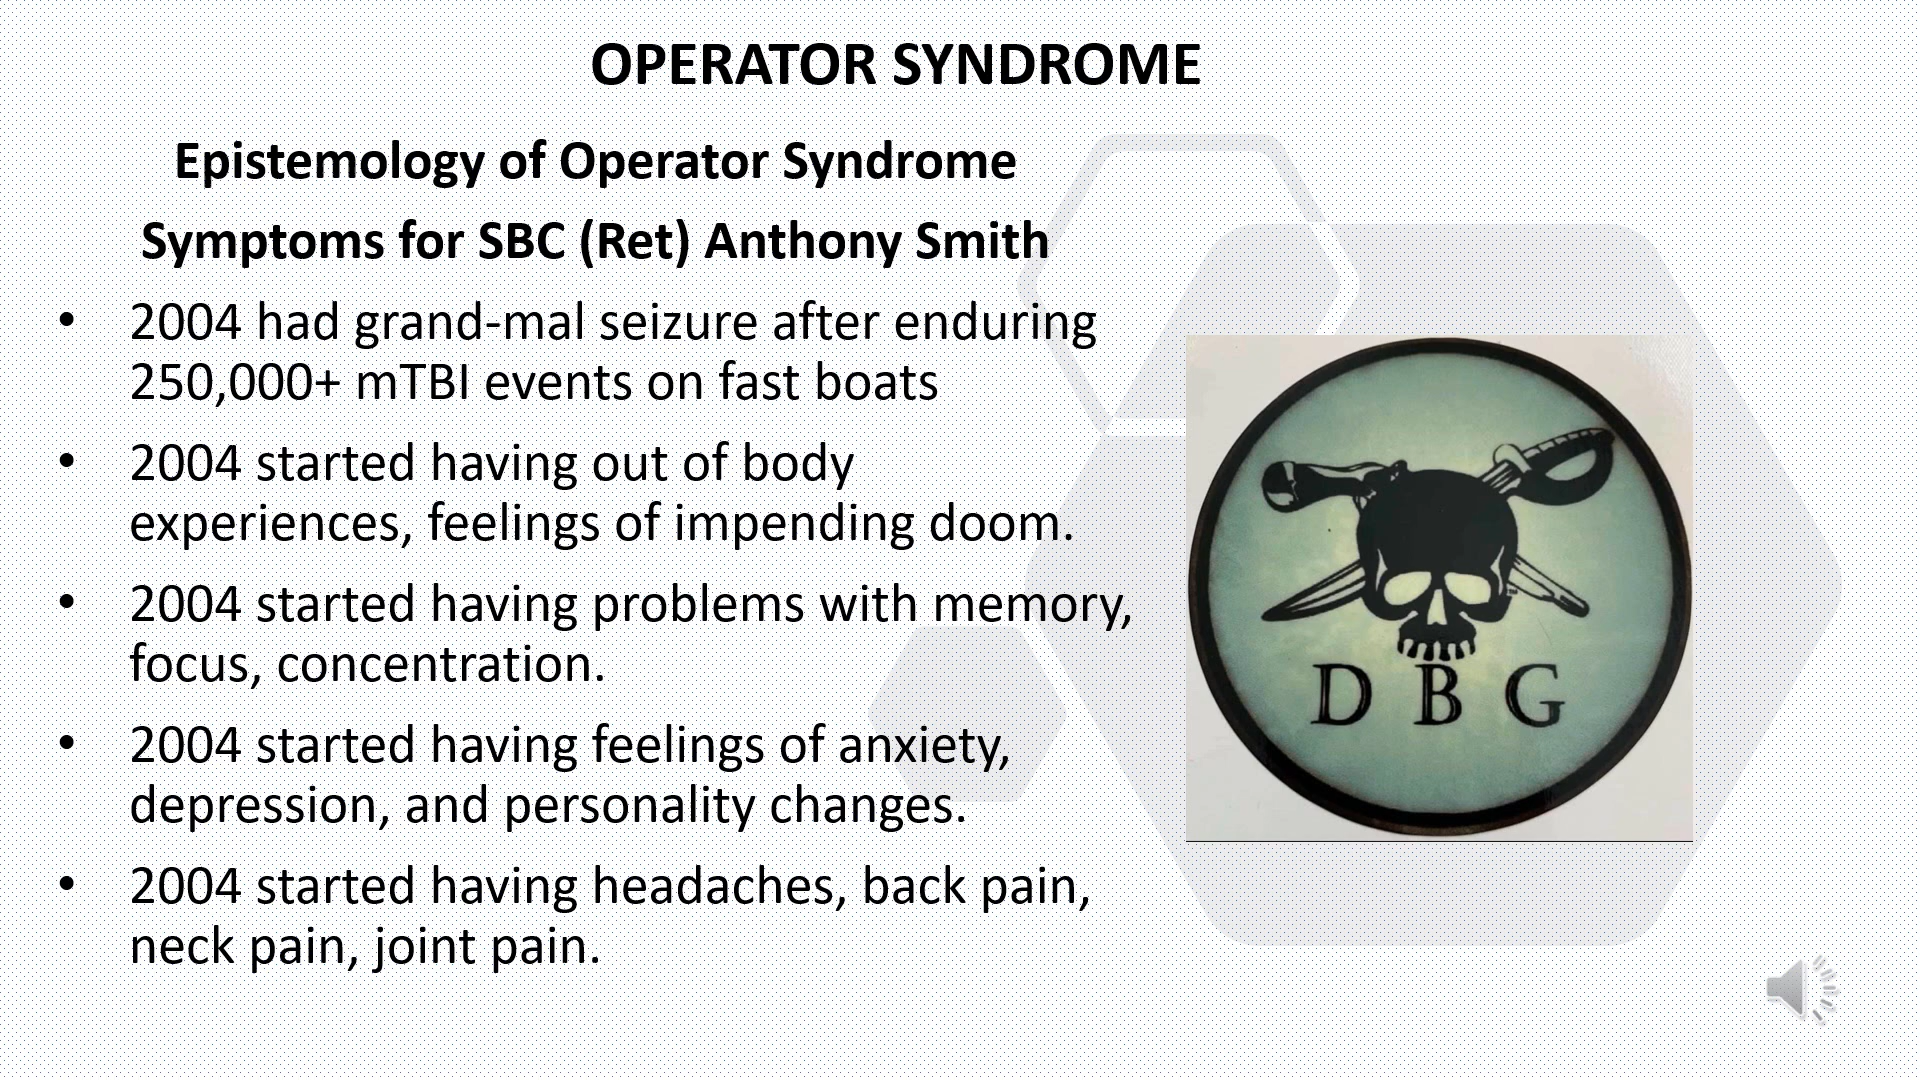 OPERATOR SYNDROME
Epistemology of Operator Syndrome
Symptoms for SBC (Ret) Anthony Smith
• 2004 had grand-mal seizure after enduring
250,000+ mTBI events on fast boats
• 2004 started having out of body
experiences, feelings of impending doom.
• 2004 started having problems with memory,
focus, concentration.
• 2004 started having feelings of anxiety,
depression, and personality changes.
• 2004 started having headaches, back pain,
neck pain, joint pain.
D B G